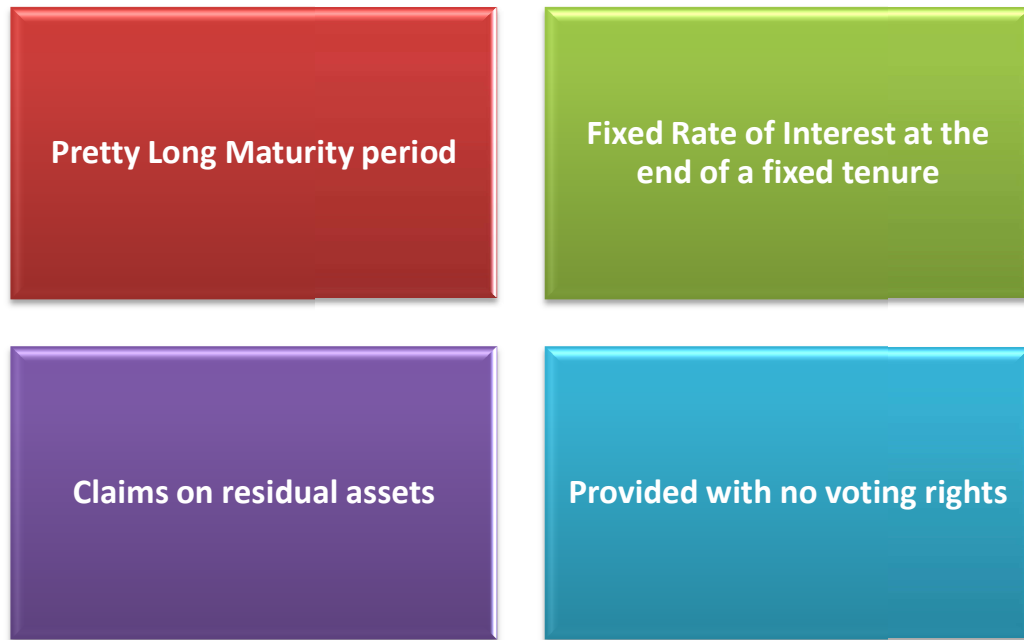 Pretty Long Maturity period
Fixed Rate of Interest at the
end of a fixed tenure
Claims on residual assets
Provided with no voting rights